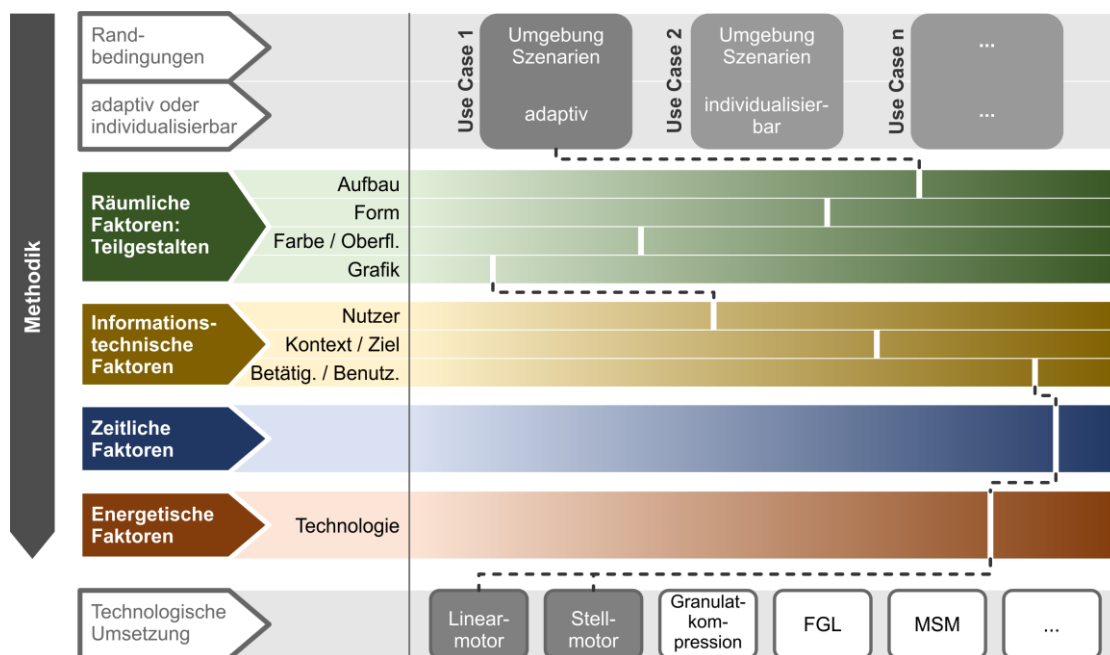 Methodik
Rand-
bedingungen
adaptiv oder
individualisierbar
Use Case 1
Umgebung
Szenarien
adaptiv
Use Case 2
Umgebung
Szenarien
individualisier-
bar
Use Case n
...
...
Räumliche
Faktoren:
Teilgestalten
Aufbau
Form
Farbe / Oberfl.
Grafik
Informations-
technische
Faktoren
Nutzer
Kontext / Ziel
Betätig. / Benutz.
Zeitliche
Faktoren
Energetische
Faktoren
Technologie
Technologische
Umsetzung
Linear-
motor
Stell-
motor
Granulat-
kom-
pression
FGL
MSM
...